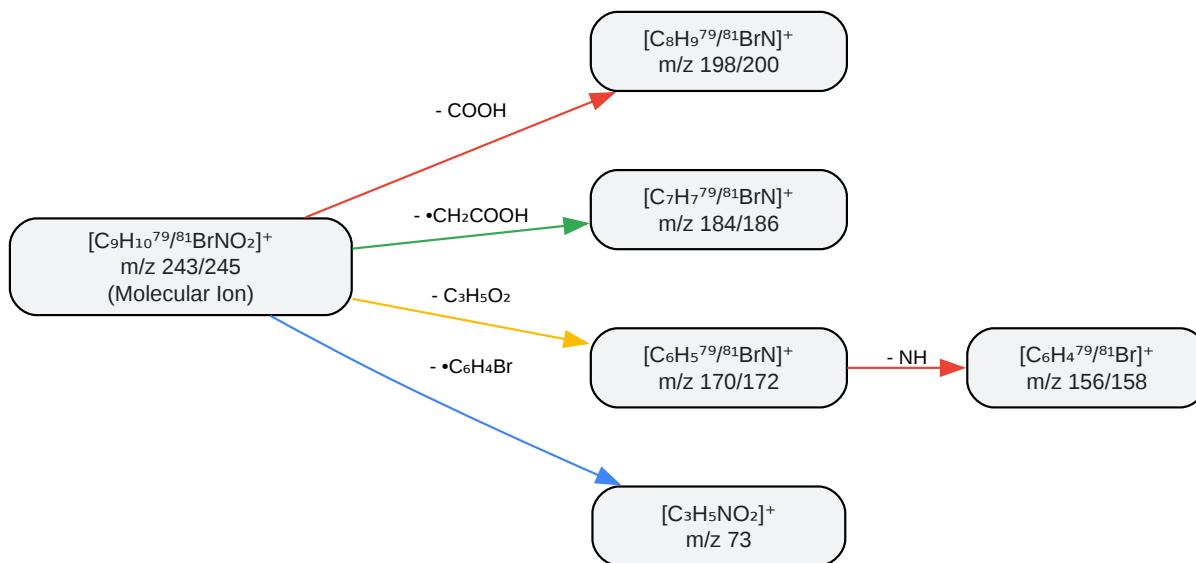 [C₈H₉⁷⁹/⁸¹BrN]⁺
m/z 198/200
- COOH
[C₇H₇⁷⁹/⁸¹BrN]⁺
m/z 184/186
- •CH₂COOH
[C₉H₁₀⁷⁹/⁸¹BrNO₂]⁺
m/z 243/245
(Molecular Ion)
- C₃H₅O₂
[C₆H₅⁷⁹/⁸¹BrN]⁺
m/z 170/172
- NH
[C₆H₄⁷⁹/⁸¹Br]⁺
m/z 156/158
- •C₆H₄Br
[C₃H₅NO₂]⁺
m/z 73